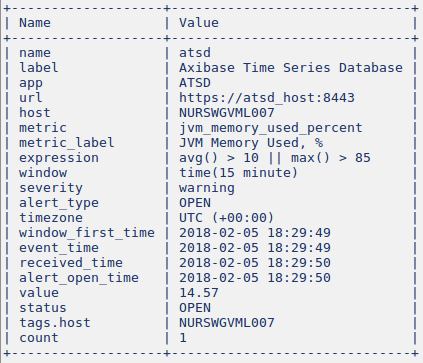 +-------------------+------------------------------+
| Name              | Value                        |
+-------------------+------------------------------+
| name              | atsd                         |
| label             | Axibase Time Series Database |
| app               | ATSD                         |
| url               | https://atsd_host:8443       |
| host              | NURSWGVML007                 |
| metric            | jvm_memory_used_percent      |
| metric_label      | JVM Memory Used, %           |
| expression        | avg() > 10 || max() > 85     |
| window            | time(15 minute)              |
| severity          | warning                      |
| alert_type        | OPEN                         |
| timezone          | UTC (+00:00)                 |
| window_first_time | 2018-02-05 18:29:49          |
| event_time        | 2018-02-05 18:29:49          |
| received_time     | 2018-02-05 18:29:50          |
| alert_open_time   | 2018-02-05 18:29:50          |
| value             | 14.57                        |
| status            | OPEN                         |
| tags.host         | NURSWGVML007                 |
| count             | 1                            |
+-------------------+------------------------------+